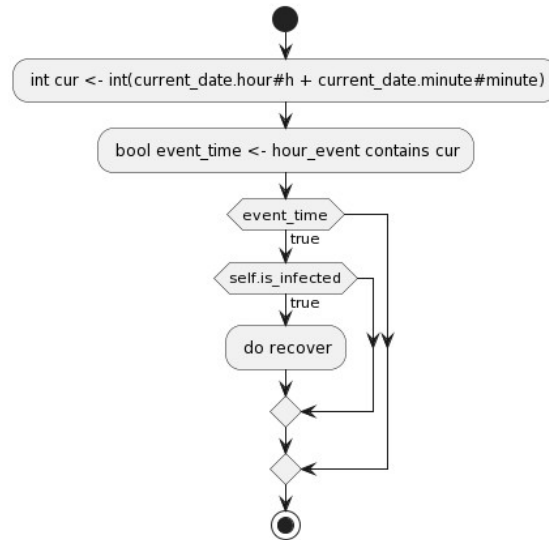 int cur <- int(current_date.hour#h + current_date.minute#minute)
bool event_time <- hour_event contains cur
event_time
true
self.is_infected
true
do recover